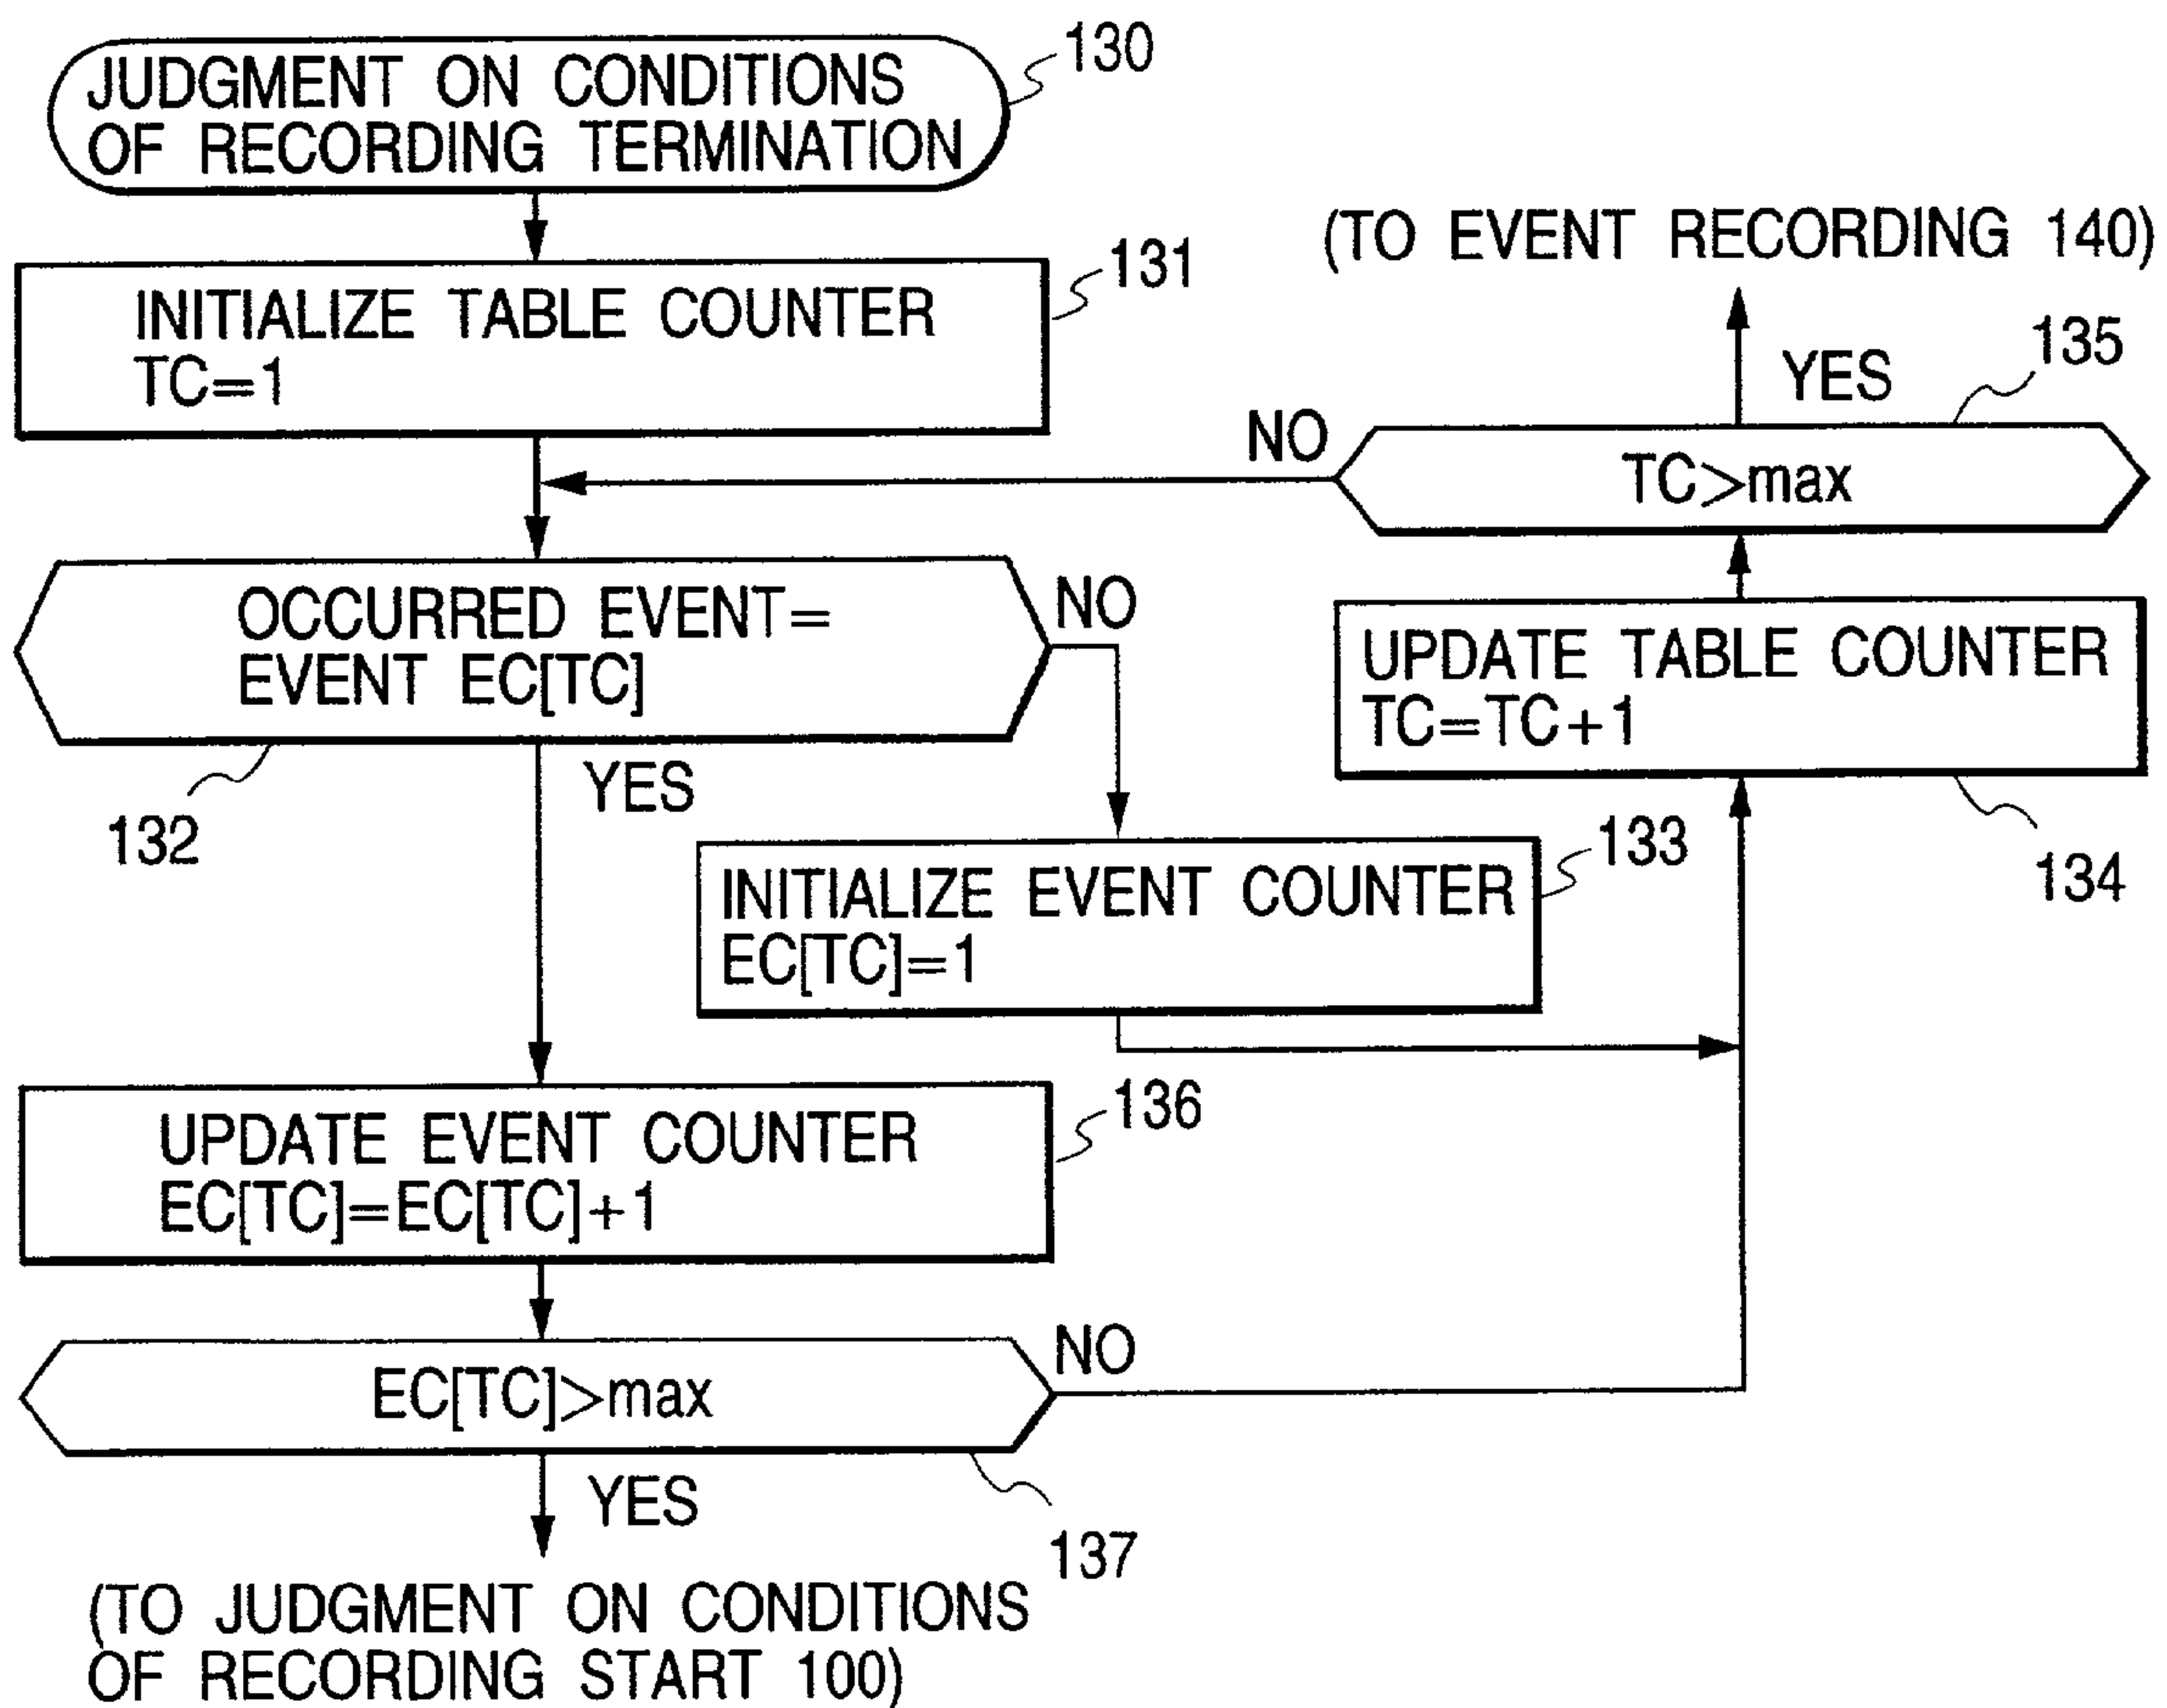 JUDGMENT ON CONDITIONS
OF RECORDING TERMINATION
130
INITIALIZE TABLE COUNTER
TC=1
131
(TO EVENT RECORDING 140)
YES
135
NO
TC>max
OCCURRED EVENT=
EVENT EC[TC]
NO
132
YES
UPDATE TABLE COUNTER
TC=TC+1
134
INITIALIZE EVENT COUNTER
EC[TC]=1
133
UPDATE EVENT COUNTER
EC[TC]=EC[TC]+1
136
EC[TC]>max
NO
YES
137
(TO JUDGMENT ON CONDITIONS
OF RECORDING START 100)